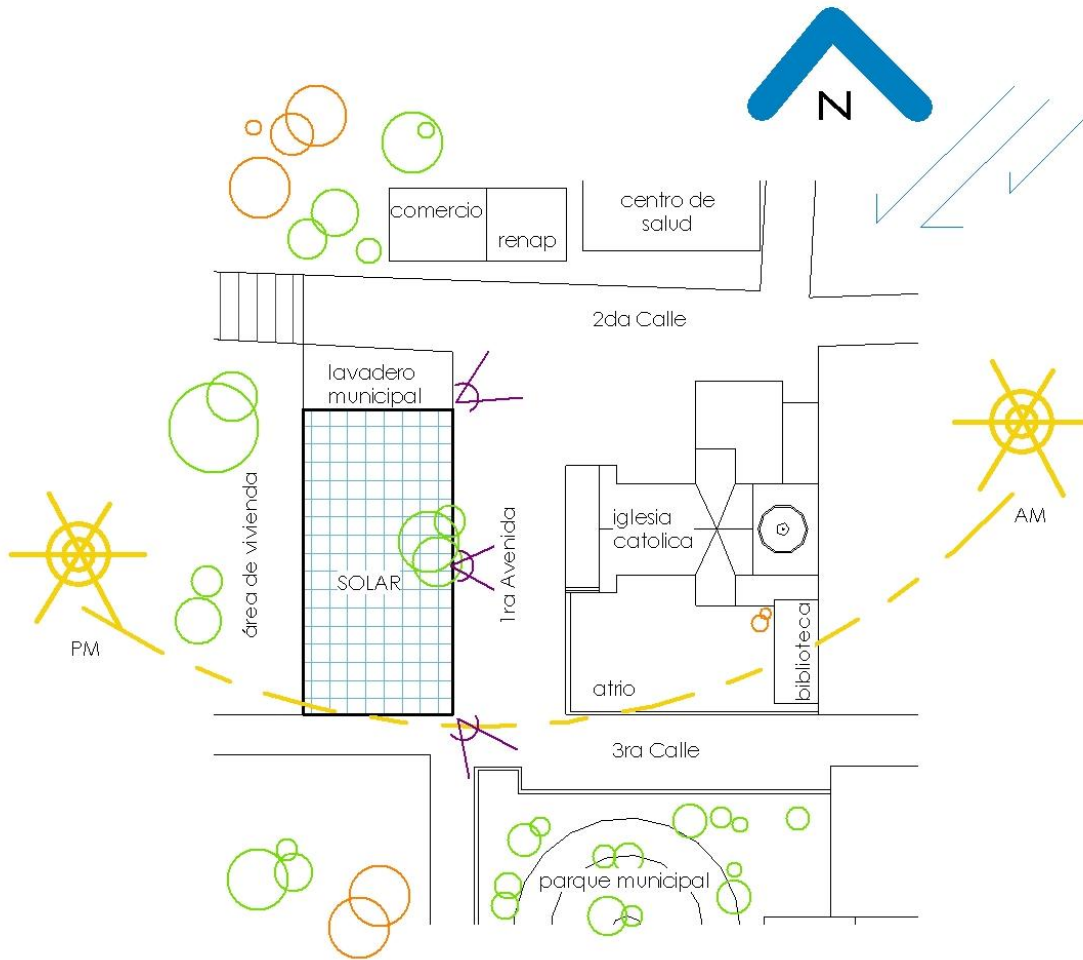 N
comercio
renap
centro de
salud
2da Calle
lavadero
municipal
AM
iglesia
catolica
área de vivienda
SOLAR
1ra Avenida
PM
atrio
biblioteca
3ra Calle
parque municipal